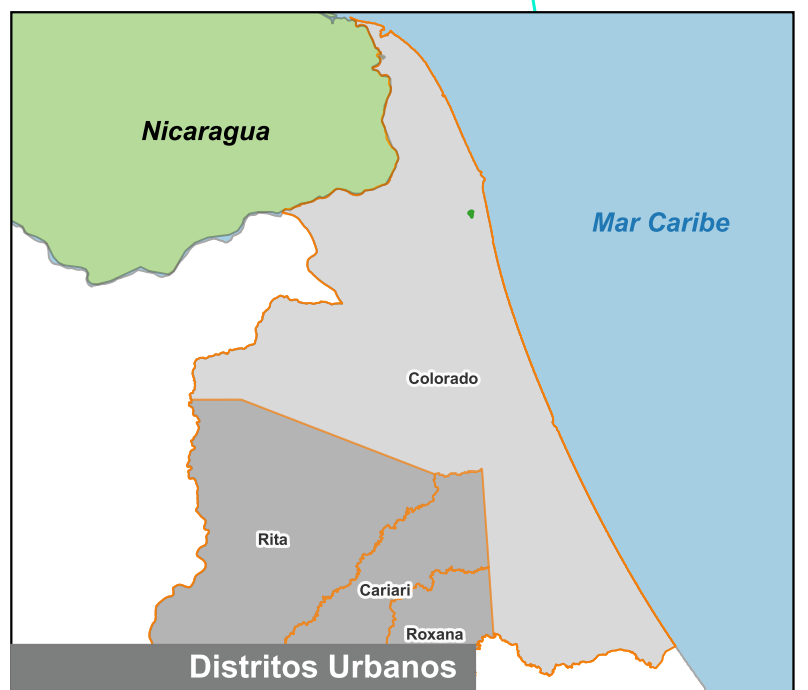 Nicaragua
Mar Caribe
Colorado
Rita
Cariari
Roxana
Distritos Urbanos